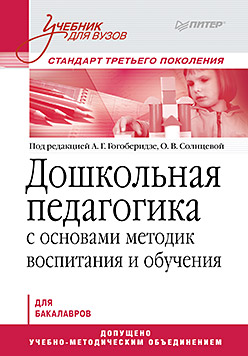 УЧЕБНИК
ДЛЯ ВУЗОВ
ПИТЕР®
СТАНДАРТ ТРЕТЬЕГО ПОКОЛЕНИЯ
Под редакцией А. Г. Гогоберидзе, О. В. Солнцевой
Дошкольная
педагогика
с основами методик
воспитания и обучения
ДЛЯ
БАКАЛАВРОВ
ДОПУЩЕНО
УЧЕБНО-МЕТОДИЧЕСКИМ ОБЪЕДИНЕНИЕМ